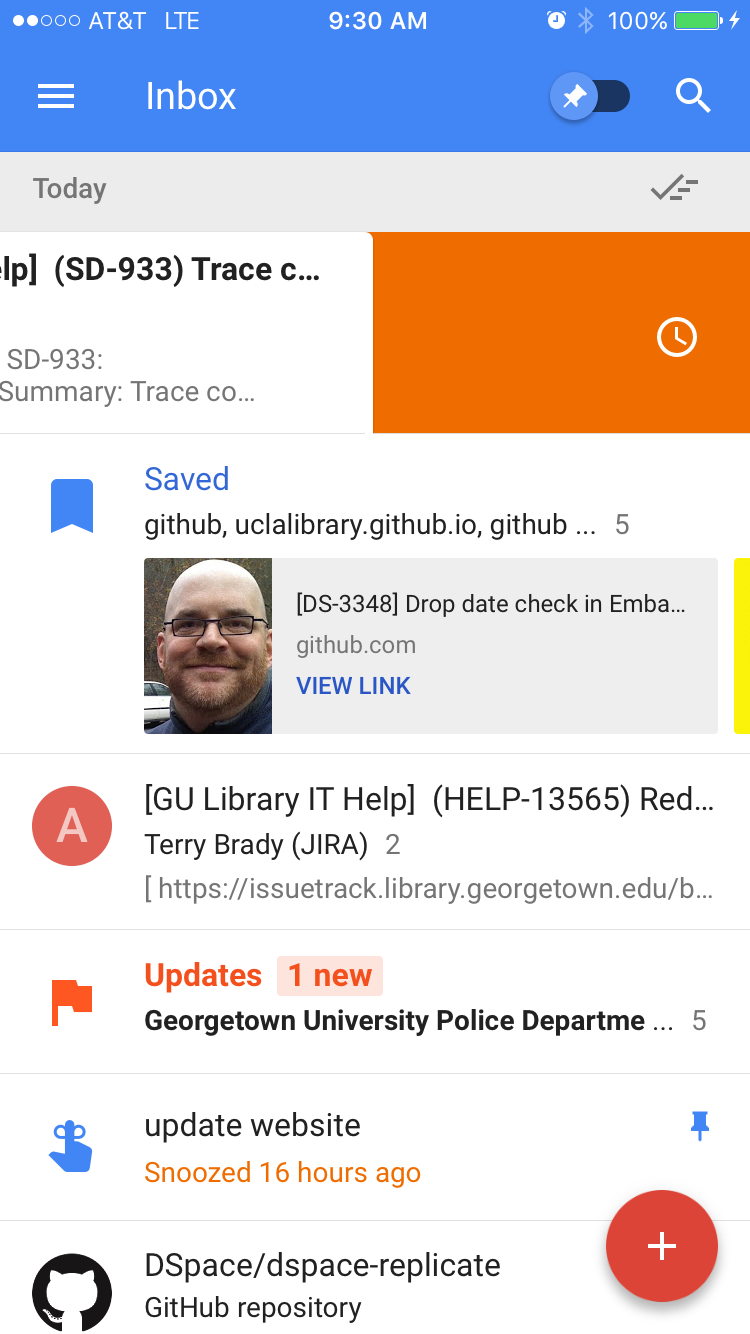 AT&T LTE 9:30 AM 100%
Inbox
Today
elp] (SD-933) Trace c...
SD-933:
Summary: Trace co...
Saved
github, uclalibrary.github.io, github ... 5
[DS-3348] Drop date check in Emba...
github.com
VIEW LINK
A
[GU Library IT Help] (HELP-13565) Red...
Terry Brady (JIRA) 2
[ https://issuetrack.library.georgetown.edu/b...
Updates 1 new
Georgetown University Police Departme ... 5
update website
Snoozed 16 hours ago
DSpace/dspace-replicate
GitHub repository